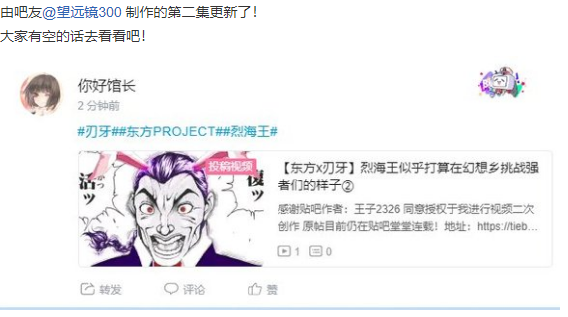 由吧友@望远镜300 制作的第二集更新了!
大家有空的话去看看吧!
你好馆长
2 分钟前
#刃牙##东方PROJECT##烈海王#
活ッ
投稿视频
復ッ
【东方x刃牙】烈海王似乎打算在幻想乡挑战强
者们的样子②
感谢贴吧作者：王子2326 同意授权于我进行视频二次
创作 原帖目前仍在贴吧堂堂连载！地址：https://tieb...
1 0
转发 评论 赞